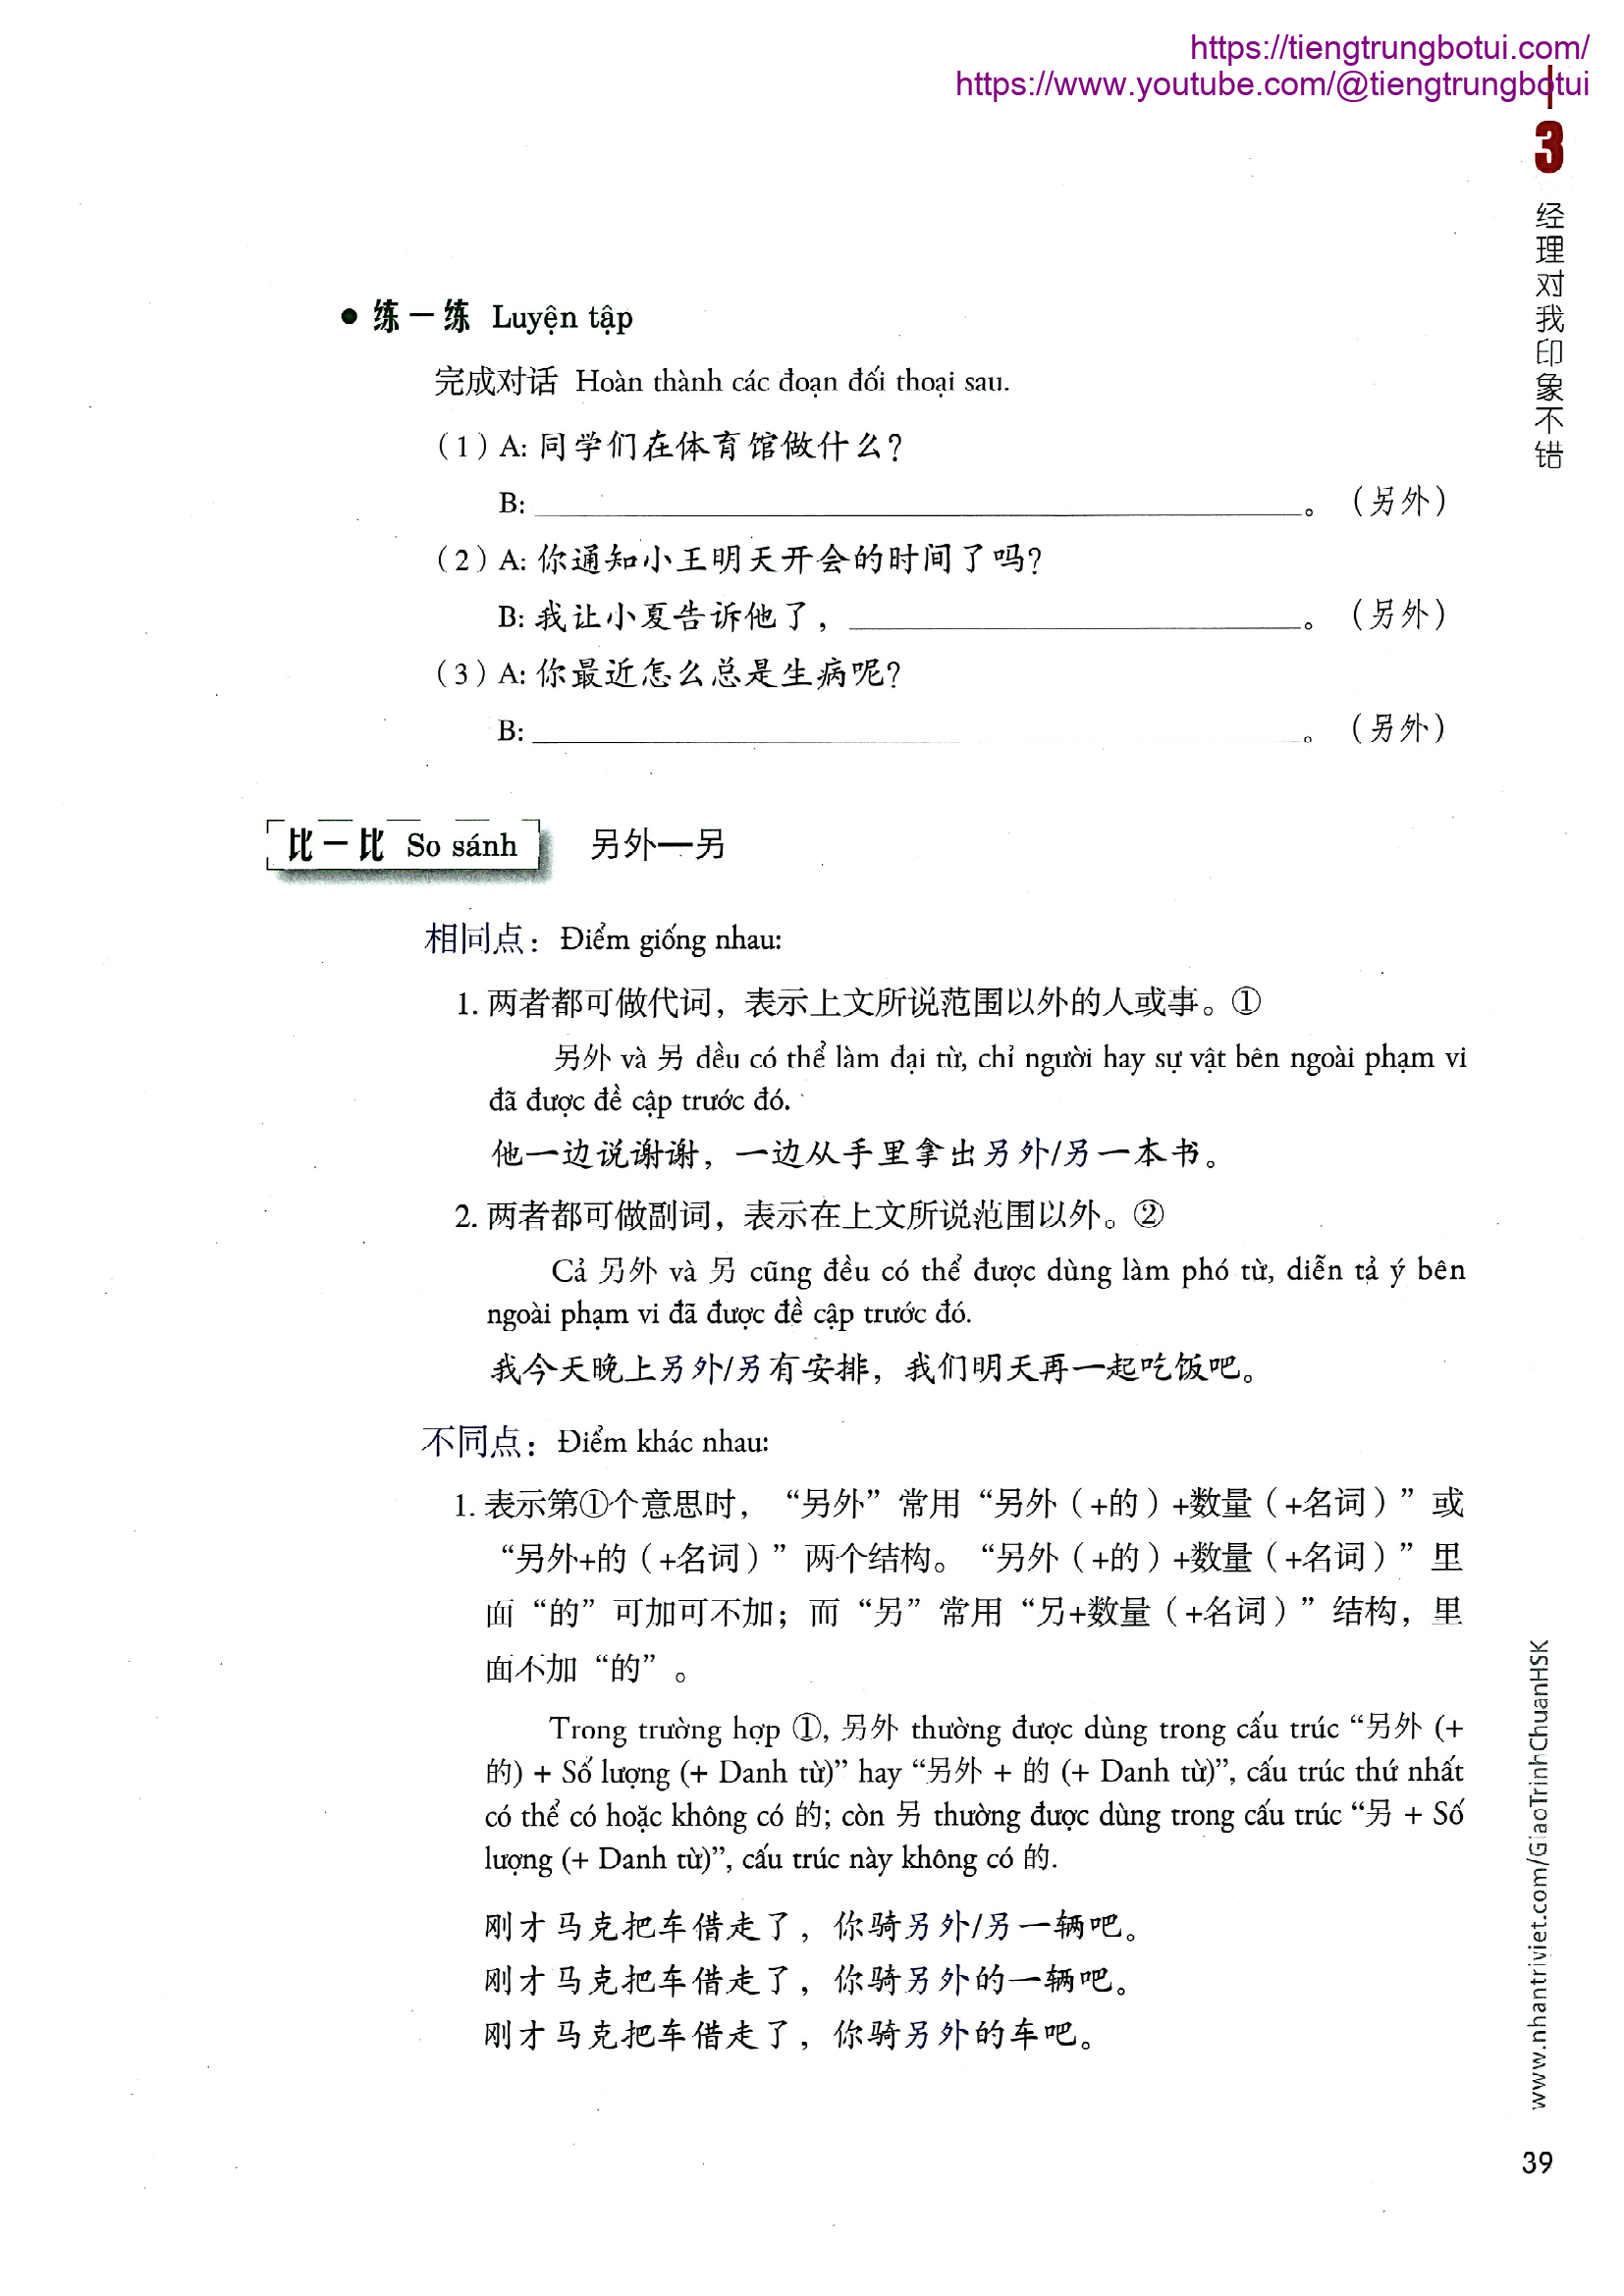 https://tiengtrungbotui.com/
https://www.youtube.com/@tiengtrungbotui
3
经理对我印象不错
● 练一练 Luyện tập
完成对话 Hoàn thành các đoạn đối thoại sau.
（1）A: 同学们在体育馆做什么？
B: ______________________________。（另外）
（2）A: 你通知小王明天开会的时间了吗？
B: 我让小夏告诉他了，__________________。（另外）
（3）A: 你最近怎么总是生病呢？
B: ______________________________。（另外）
比一比 So sánh 另外—另
相同点：Điểm giống nhau:
1. 两者都可做代词，表示上文所说范围以外的人或事。①
另外 và 另 đều có thể làm đại từ, chỉ người hay sự vật bên ngoài phạm vi
đã được đề cập trước đó.
他一边说谢谢，一边从手里拿出另外/另一本书。
2. 两者都可做副词，表示在上文所说范围以外。②
Cả 另外 và 另 cũng đều có thể được dùng làm phó từ, diễn tả ý bên
ngoài phạm vi đã được đề cập trước đó.
我今天晚上另外/另有安排，我们明天再一起吃饭吧。
不同点：Điểm khác nhau:
1. 表示第①个意思时，“另外”常用“另外（+的）+数量（+名词）”或
“另外+的（+名词）”两个结构。“另外（+的）+数量（+名词）”里
面“的”可加可不加；而“另”常用“另+数量（+名词）”结构，里
面不加“的”。
Trong trường hợp ①, 另外 thường được dùng trong cấu trúc “另外 (+
的) + Số lượng (+ Danh từ)” hay “另外 + 的 (+ Danh từ)”, cấu trúc thứ nhất
có thể có hoặc không có 的; còn 另 thường được dùng trong cấu trúc “另 + Số
lượng (+ Danh từ)”, cấu trúc này không có 的.
刚才马克把车借走了，你骑另外/另一辆吧。
刚才马克把车借走了，你骑另外的一辆吧。
刚才马克把车借走了，你骑另外的车吧。
www.nhantriviet.com/GiaoTrinhChuanHSK
39